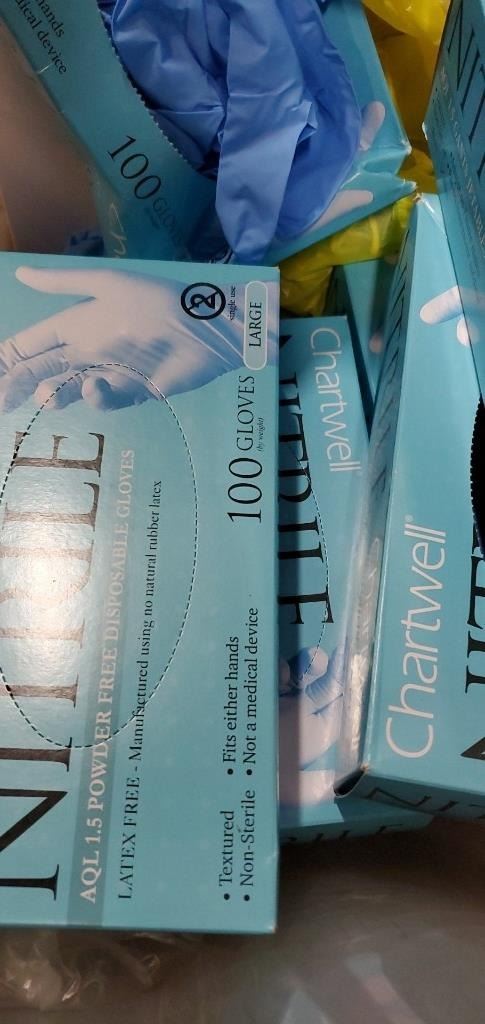 hands
ical device
100 GLOVES
2
single use
LARGE
100 GLOVES
(by weight)
NITRILE
AQL 1.5 POWDER FREE DISPOSABLE GLOVES
LATEX FREE - Manufactured using no natural rubber latex
• Textured • Fits either hands
• Non-Sterile • Not a medical device
Chartwell
NITRILE
Chartwell®